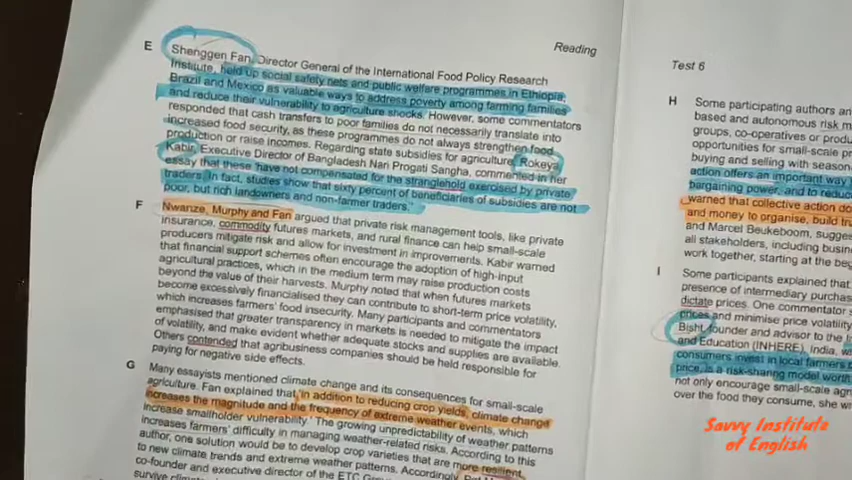 Reading
E Shenggen Fan, Director General of the International Food Policy Research
Institute, held up social safety nets and public welfare programmes in Ethiopia,
Brazil and Mexico as valuable ways to address poverty among farming families
and reduce their vulnerability to agriculture shocks. However, some commentators
responded that cash transfers to poor families do not necessarily translate into
increased food security, as these programmes do not always strengthen food
production or raise incomes. Regarding state subsidies for agriculture, Rokeya
Kabir, Executive Director of Bangladesh Nari Progati Sangha, commented in her
essay that these 'have not compensated for the stranglehold exercised by private
traders. In fact, studies show that sixty percent of beneficiaries of subsidies are not
poor, but rich landowners and non-farmer traders.'
F Nwanze, Murphy and Fan argued that private risk management tools, like private
insurance, commodity futures markets, and rural finance can help small-scale
producers mitigate risk and allow for investment in improvements. Kabir warned
that financial support schemes often encourage the adoption of high-input
agricultural practices, which in the medium term may raise production costs
beyond the value of their harvests. Murphy noted that when futures markets
become excessively financialised they can contribute to short-term price volatility,
which increases farmers' food insecurity. Many participants and commentators
emphasised that greater transparency in markets is needed to mitigate the impact
of volatility, and make evident whether adequate stocks and supplies are available.
Others contended that agribusiness companies should be held responsible for
paying for negative side effects.
G Many essayists mentioned climate change and its consequences for small-scale
agriculture. Fan explained that 'in addition to reducing crop yields, climate change
increases the magnitude and the frequency of extreme weather events, which
increase smallholder vulnerability.' The growing unpredictability of weather patterns
increases farmers' difficulty in managing weather-related risks. According to this
author, one solution would be to develop crop varieties that are more resilient
to new climate trends and extreme weather patterns. Accordingly,
co-founder and executive director of the ETC
survive
Test 6
H Some participating authors an
based and autonomous risk m
groups, co-operatives or produ
opportunities for small-scale p
buying and selling with season
action offers an important way
bargaining power, and to reduc
warned that collective action do
and money to organise, build tr
and Marcel Beukeboom, sugges
all stakeholders, including busin
work together, starting at the beg
I Some participants explained that
presence of intermediary purchas
dictate prices. One commentator
prices and minimise price volatility
Bisht, founder and advisor to the
and Education (INHERE), India, w
consumers invest in local farmers
price, is a risk-sharing model worth
not only encourage small-scale ag
over the food they consume, she w
Savvy Institute
of English